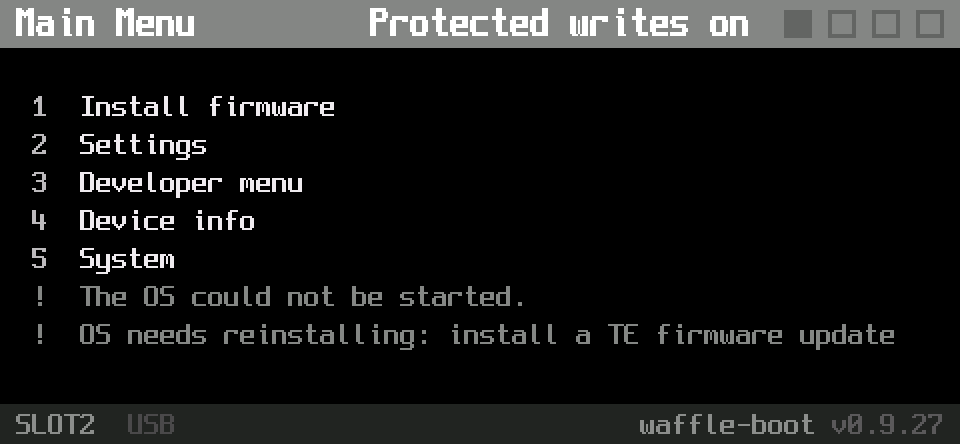 Main Menu Protected writes on
1 Install firmware
2 Settings
3 Developer menu
4 Device info
5 System
! The OS could not be started.
! OS needs reinstalling: install a TE firmware update
SLOT2 USB waffle-boot v0.9.27